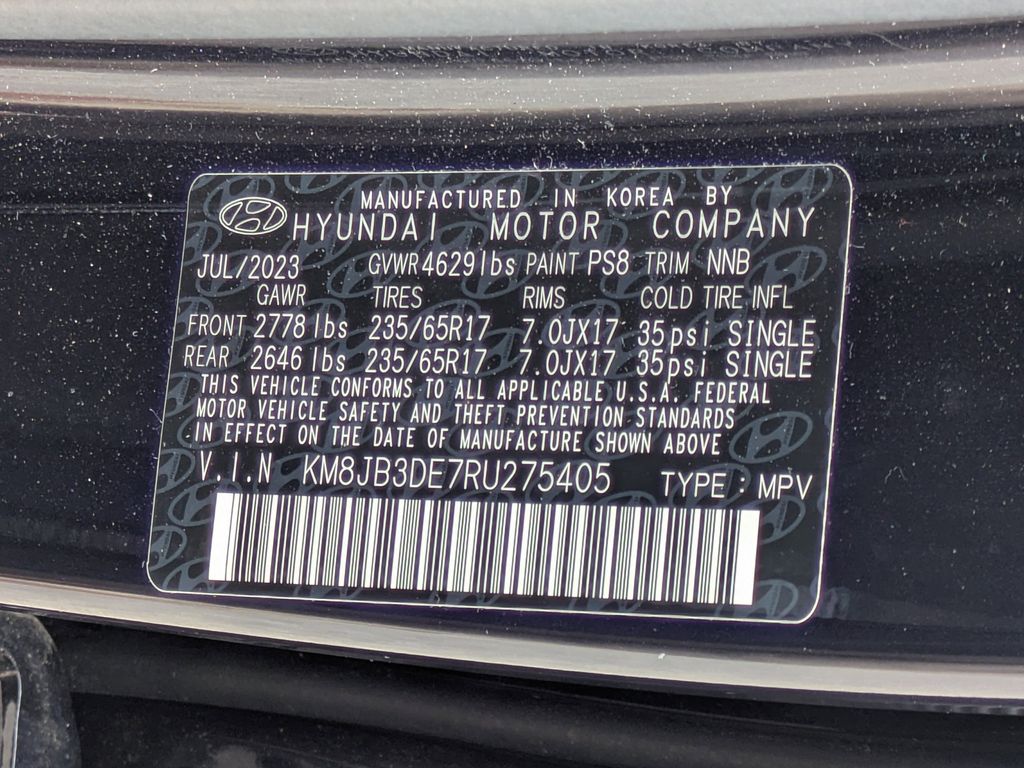 MANUFACTURED IN KOREA BY
HYUNDAI MOTOR COMPANY
JUL/2023 GVWR 4629lbs PAINT PS8 TRIM NNB
GAWR TIRES RIMS COLD TIRE INFL
FRONT 2778 lbs 235/65R17 7.0JX17 35psi SINGLE
REAR 2646 lbs 235/65R17 7.0JX17 35psi SINGLE
THIS VEHICLE CONFORMS TO ALL APPLICABLE U.S.A. FEDERAL
MOTOR VEHICLE SAFETY AND THEFT PREVENTION STANDARDS
IN EFFECT ON THE DATE OF MANUFACTURE SHOWN ABOVE
V.I.N KM8JB3DE7RU275405 TYPE : MPV